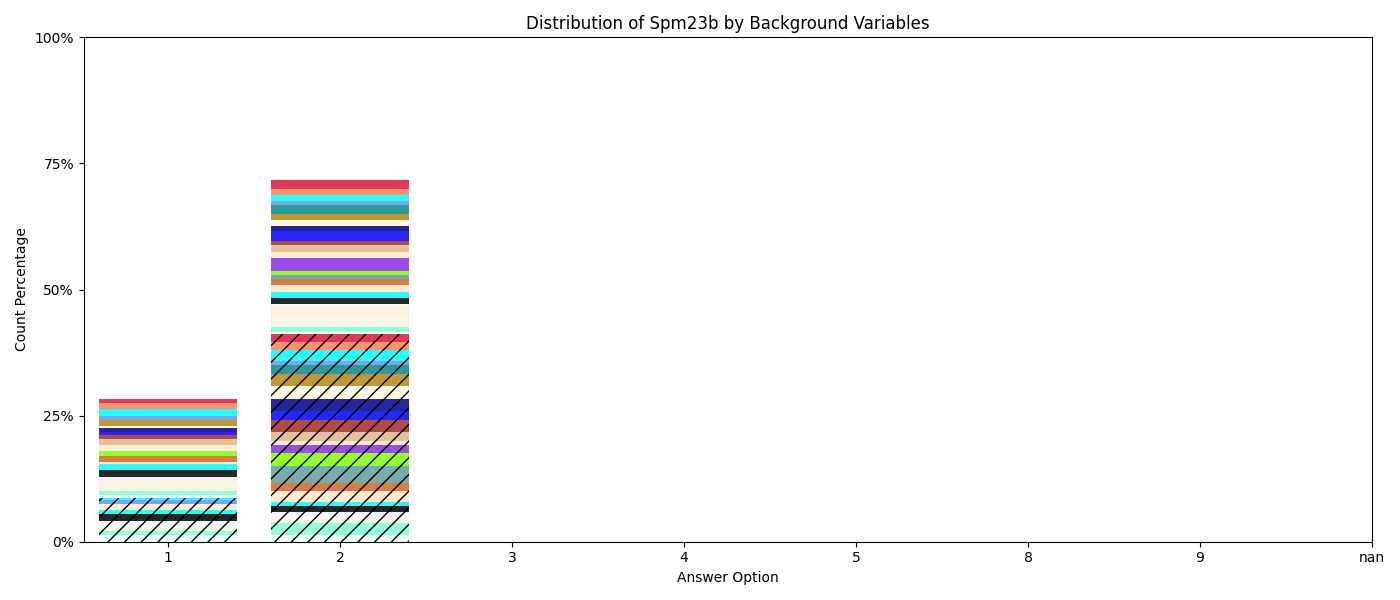 Distribution of Spm23b by Background Variables
100%
75%
50%
25%
0%
Count Percentage
1 2 3 4 5 8 9 nan
Answer Option